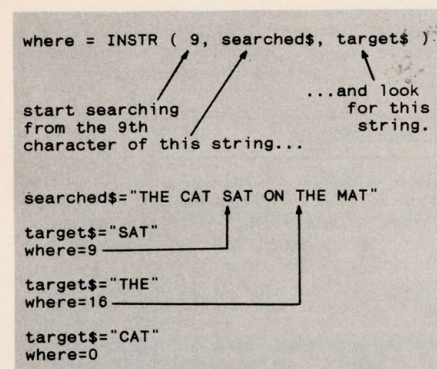 where = INSTR ( 9, searched$, target$ )
start searching
from the 9th
character of this string...
...and look
for this
string.
searched$="THE CAT SAT ON THE MAT"
target$="SAT"
where=9
target$="THE"
where=16
target$="CAT"
where=0